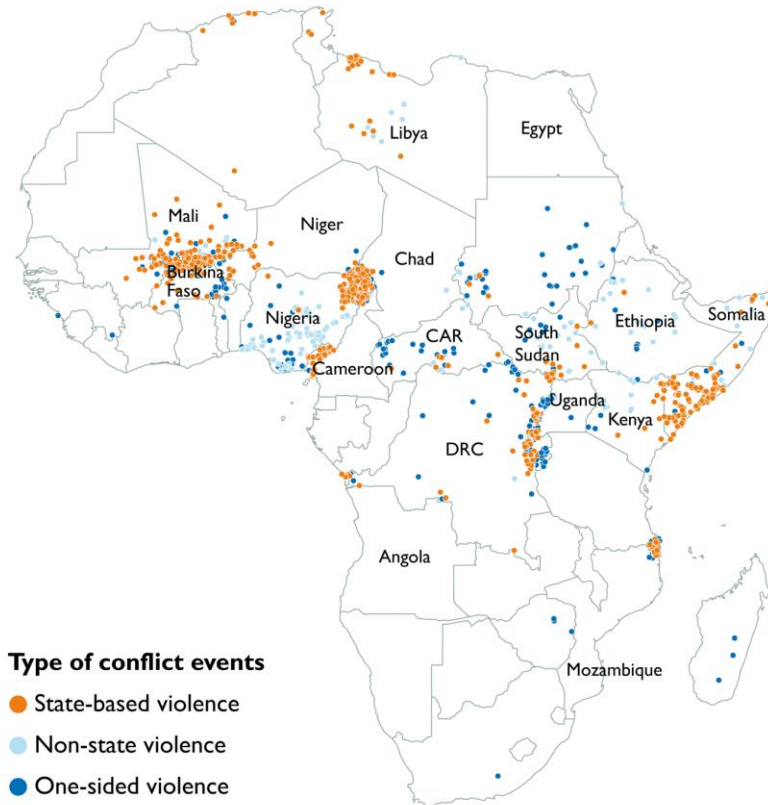 Libya
Egypt
Mali
Niger
Chad
Burkina
Faso
Nigeria
Ethiopia
Somalia
CAR
South
Sudan
Cameroon
Uganda
Kenya
DRC
Angola
Mozambique
Type of conflict events
State-based violence
Non-state violence
One-sided violence